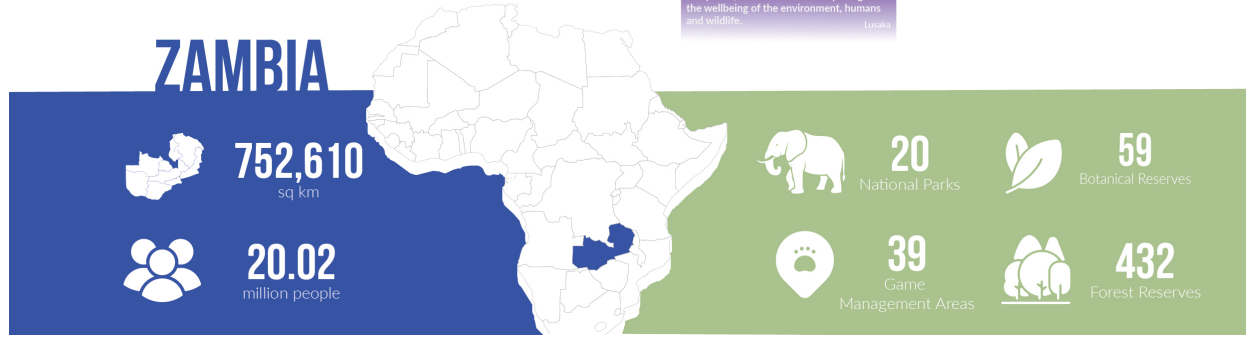 the wellbeing of the environment, humans
and wildlife.
Lusaka
ZAMBIA
752,610
sq km
20.02
million people
20
National Parks
59
Botanical Reserves
39
Game
Management Areas
432
Forest Reserves